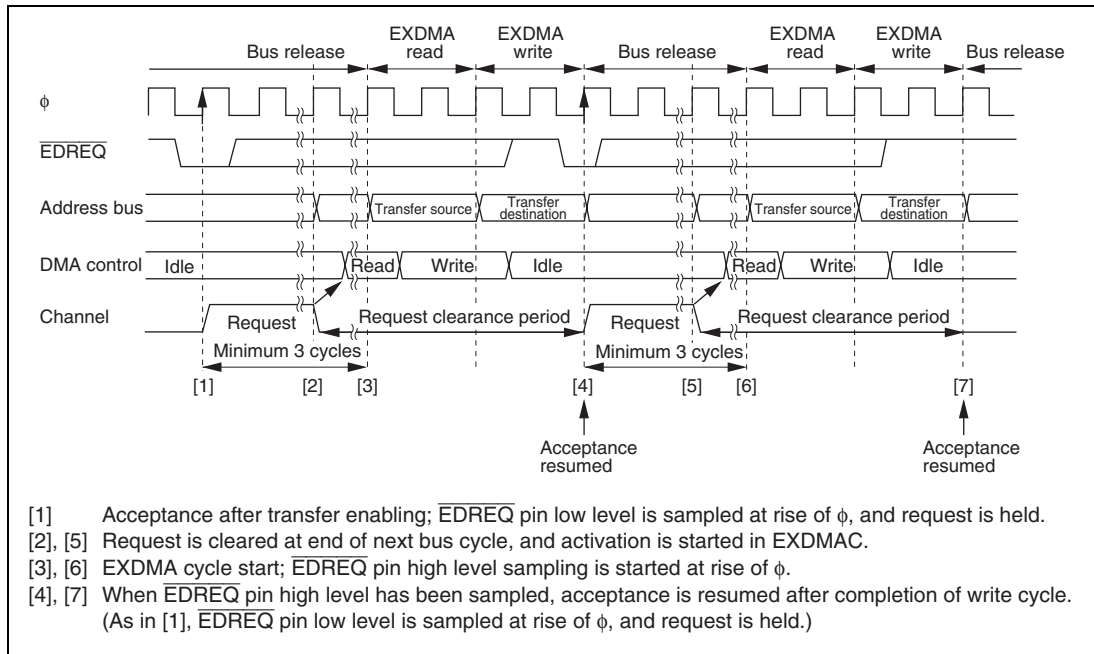 Bus release
EXDMA read
EXDMA write
Bus release
EXDMA read
EXDMA write
Bus release
ϕ
EDREQ
Address bus
Transfer source
Transfer destination
Transfer source
Transfer destination
DMA control
Idle
Read
Write
Idle
Read
Write
Idle
Channel
Request
Request clearance period
Request
Request clearance period
Minimum 3 cycles
Minimum 3 cycles
[1]
[2]
[3]
[4]
[5]
[6]
[7]
Acceptance resumed
Acceptance resumed
[1] Acceptance after transfer enabling; EDREQ pin low level is sampled at rise of ϕ, and request is held.
[2], [5] Request is cleared at end of next bus cycle, and activation is started in EXDMAC.
[3], [6] EXDMA cycle start; EDREQ pin high level sampling is started at rise of ϕ.
[4], [7] When EDREQ pin high level has been sampled, acceptance is resumed after completion of write cycle.
(As in [1], EDREQ pin low level is sampled at rise of ϕ, and request is held.)